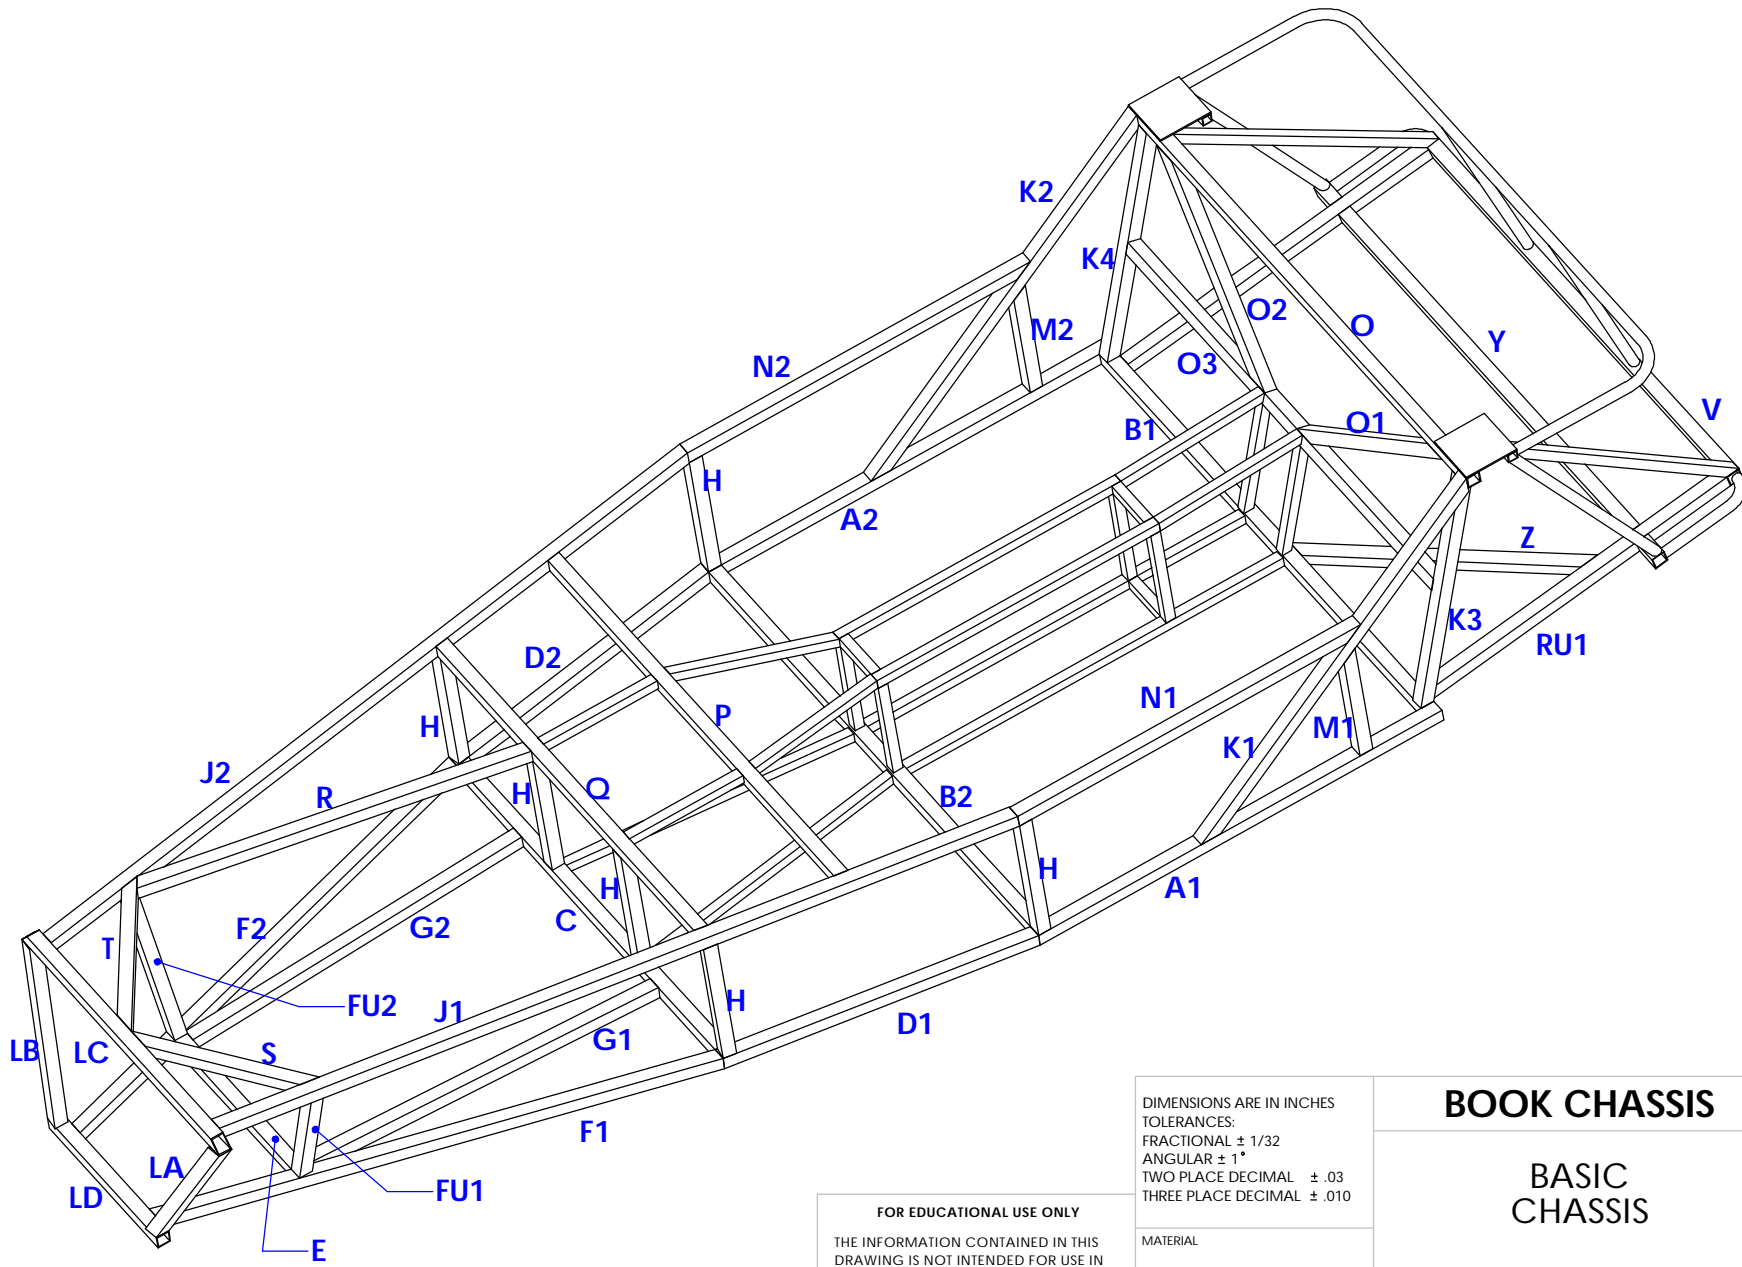 K2
K4
M2
O2
O
Y
N2
O3
V
B1
O1
H
A2
Z
K3
RU1
D2
N1
P
M1
H
K1
J2
H
Q
B2
R
H
H
A1
C
F2
G2
T
FU2
J1
H
D1
G1
LB
LC
S
F1
LA
LD
FU1
E
DIMENSIONS ARE IN INCHES
TOLERANCES:
FRACTIONAL ± 1/32
ANGULAR ± 1°
TWO PLACE DECIMAL ± .03
THREE PLACE DECIMAL ± .010
MATERIAL
BOOK CHASSIS
BASIC
CHASSIS
FOR EDUCATIONAL USE ONLY
THE INFORMATION CONTAINED IN THIS
DRAWING IS NOT INTENDED FOR USE IN